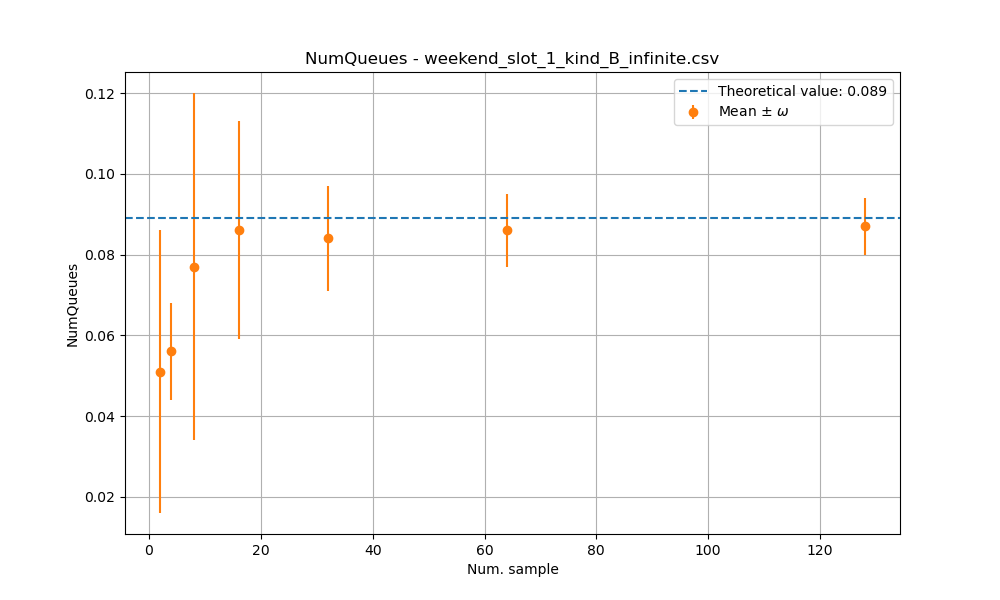 NumQueues - weekend_slot_1_kind_B_infinite.csv
Theoretical value: 0.089
Mean ± ω
0.12
0.10
0.08
0.06
0.04
0.02
NumQueues
0 20 40 60 80 100 120
Num. sample